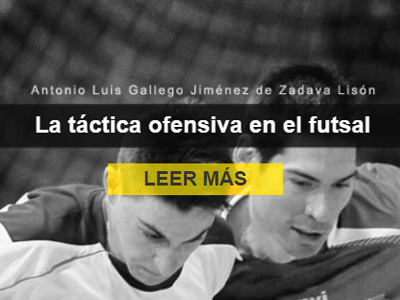 Antonio Luis Gallego Jiménez de Zadava Lisón
La táctica ofensiva en el futsal
LEER MÁS